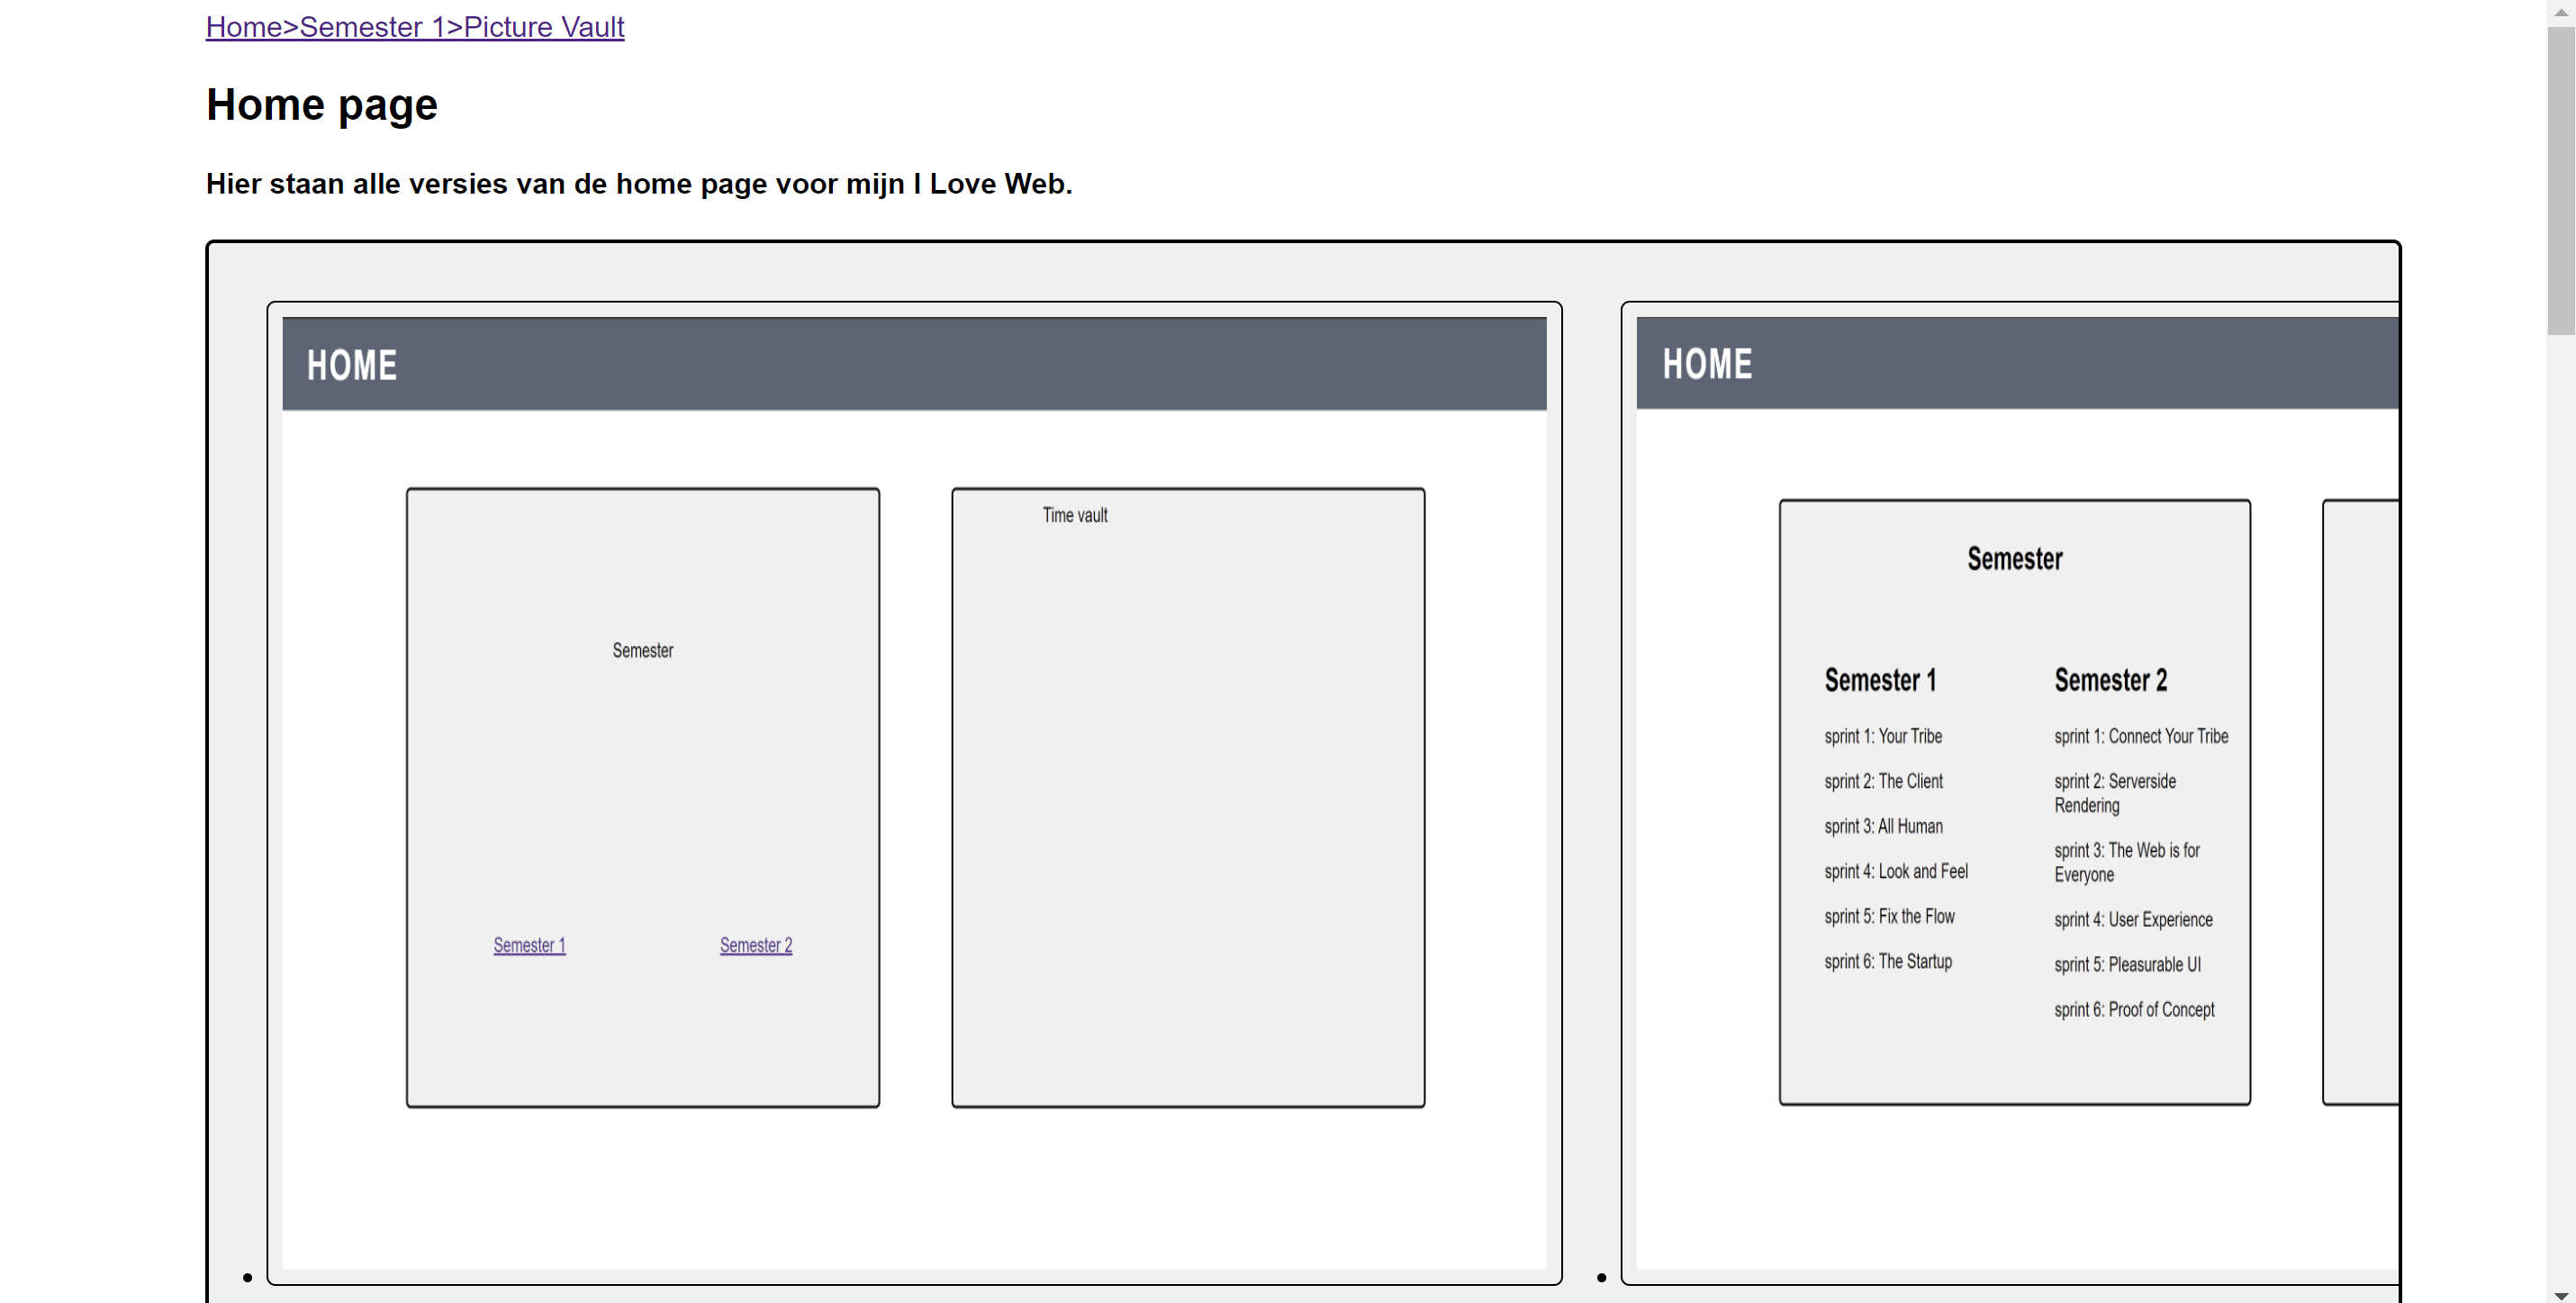 Home>Semester 1>Picture Vault
Home page
Hier staan alle versies van de home page voor mijn I Love Web.
HOME
Time vault
Semester
Semester 1
Semester 2
HOME
Semester
Semester 1
sprint 1: Your Tribe
sprint 2: The Client
sprint 3: All Human
sprint 4: Look and Feel
sprint 5: Fix the Flow
sprint 6: The Startup
Semester 2
sprint 1: Connect Your Tribe
sprint 2: Serverside
Rendering
sprint 3: The Web is for
Everyone
sprint 4: User Experience
sprint 5: Pleasurable UI
sprint 6: Proof of Concept